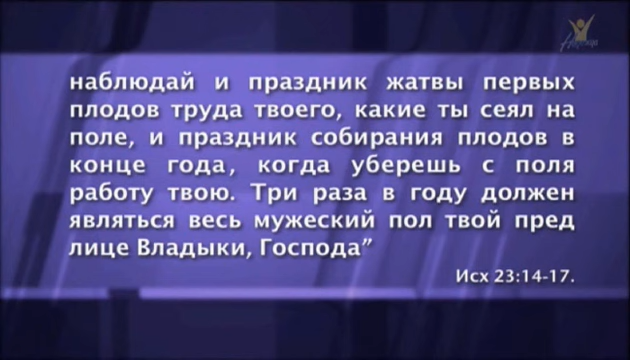 Надежда
наблюдай и праздник жатвы первых
плодов труда твоего, какие ты сеял на
поле, и праздник собирания плодов в
конце года, когда уберешь с поля
работу твою. Три раза в году должен
являться весь мужеский пол твой пред
лице Владыки, Господа”
Исх 23:14-17.